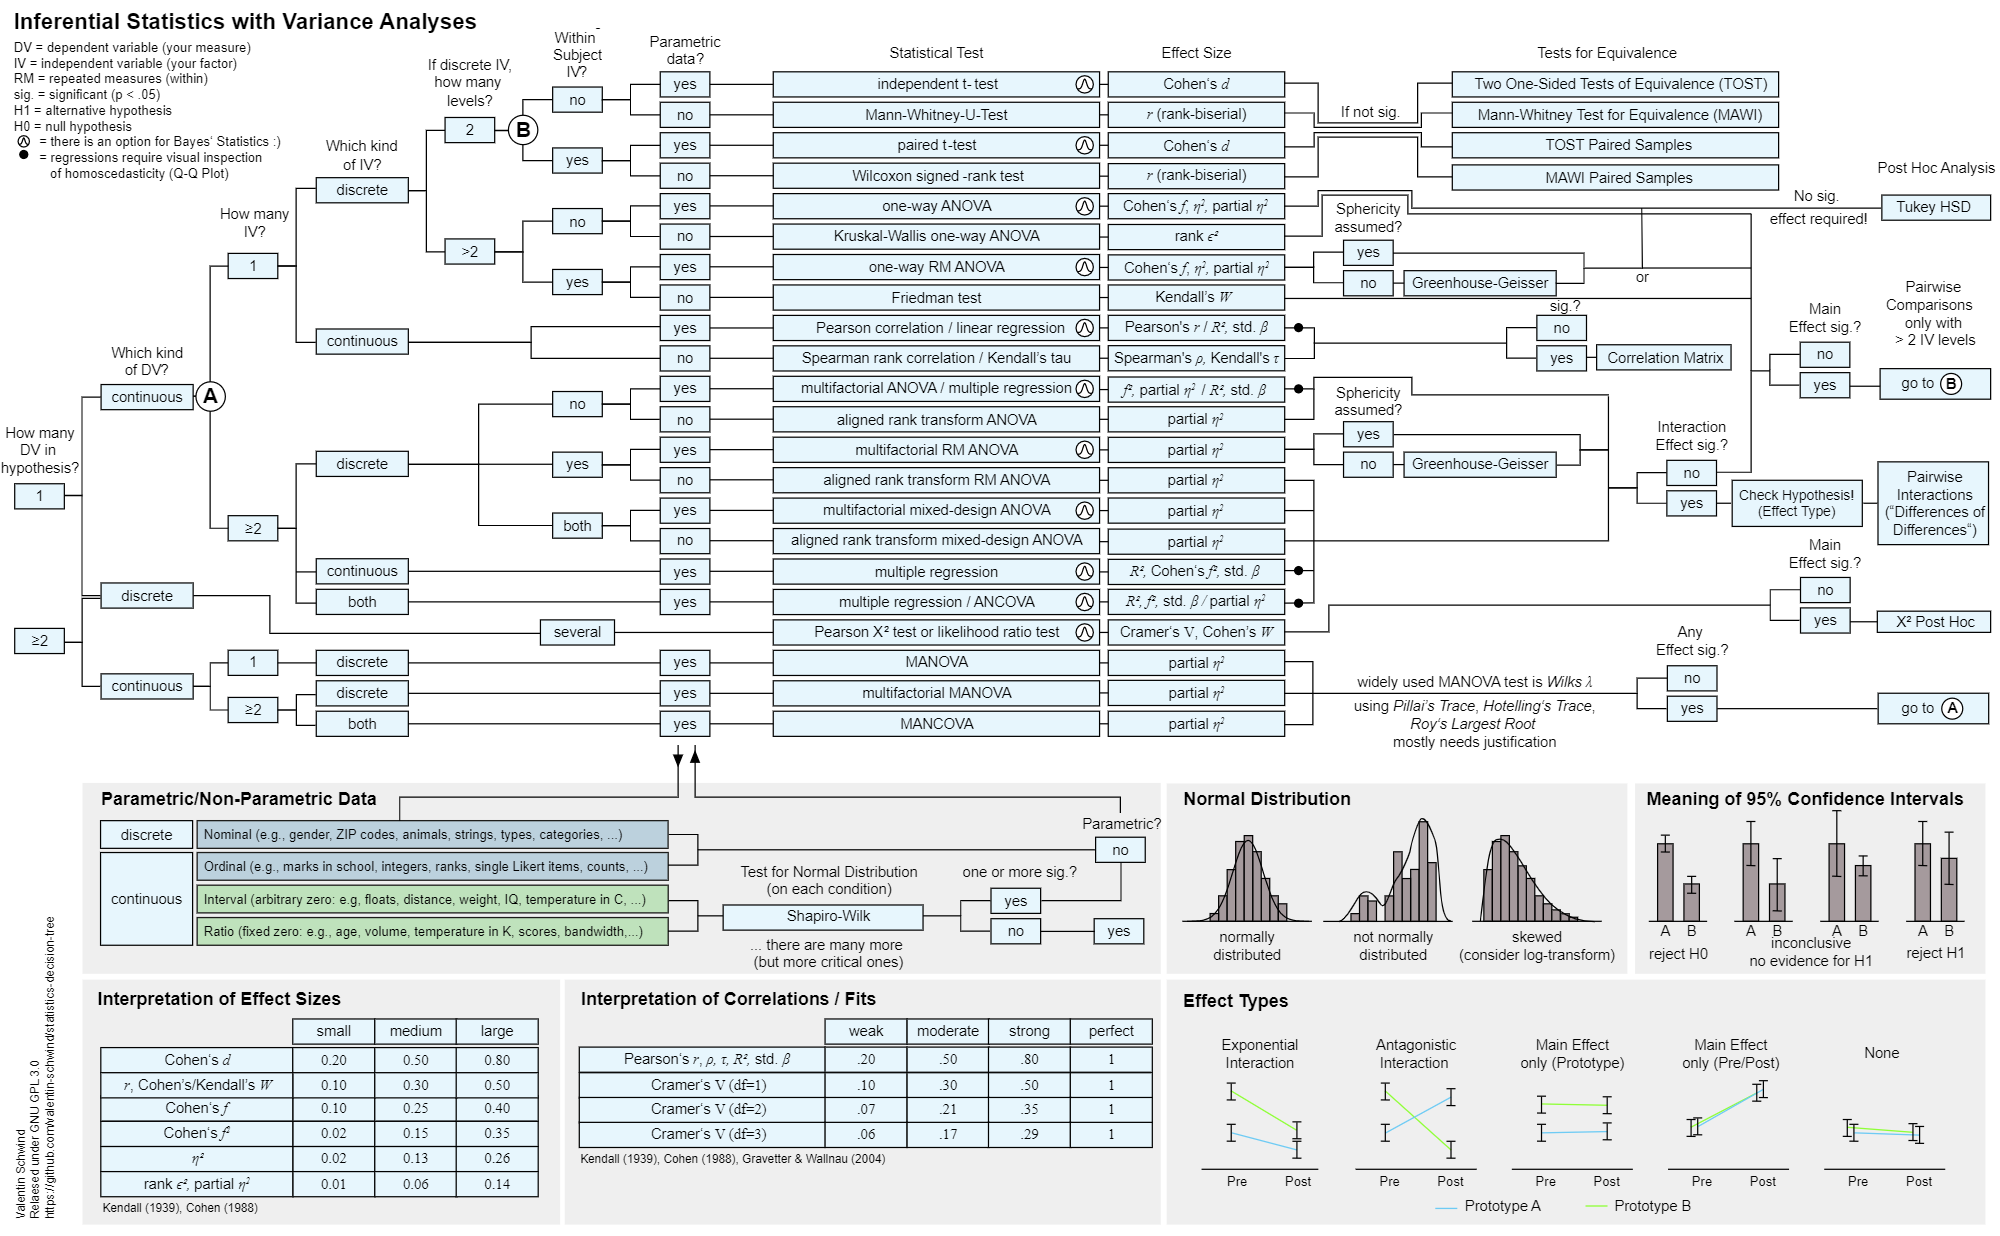 Inferential Statistics with Variance Analyses
DV = dependent variable (your measure)
IV = independent variable (your factor)
RM = repeated measures (within)
sig. = significant (p < .05)
H1 = alternative hypothesis
H0 = null hypothesis
= there is an option for Bayes‘ Statistics :)
= regressions require visual inspection
of homoscedasticity (Q-Q Plot)
How many
DV in
hypothesis?
1
≥2
Which kind
of DV?
continuous
discrete
continuous
A
How many
IV?
1
≥2
1
≥2
Which kind
of IV?
discrete
continuous
discrete
continuous
both
discrete
discrete
both
If discrete IV,
how many
levels?
2
>2
B
Within-
Subject
IV?
no
yes
no
yes
no
yes
both
several
Parametric
data?
Statistical Test
Effect Size
Tests for Equivalence
yes
independent t-test
Cohen‘s d
Two One-Sided Tests of Equivalence (TOST)
no
Mann-Whitney-U-Test
r (rank-biserial)
If not sig.
Mann-Whitney Test for Equivalence (MAWI)
yes
paired t-test
Cohen‘s d
TOST Paired Samples
no
Wilcoxon signed -rank test
r (rank-biserial)
MAWI Paired Samples
yes
one-way ANOVA
Cohen‘s f, η², partial η²
no
Kruskal-Wallis one-way ANOVA
rank ϵ²
yes
one-way RM ANOVA
Cohen‘s f, η², partial η²
no
Friedman test
Kendall’s W
yes
Pearson correlation / linear regression
Pearson's r / R², std. β
no
Spearman rank correlation / Kendall’s tau
Spearman's ρ, Kendall's τ
yes
multifactorial ANOVA / multiple regression
f², partial η² / R², std. β
no
aligned rank transform ANOVA
partial η²
yes
multifactorial RM ANOVA
partial η²
no
aligned rank transform RM ANOVA
partial η²
yes
multifactorial mixed-design ANOVA
partial η²
no
aligned rank transform mixed-design ANOVA
partial η²
yes
multiple regression
R², Cohen‘s f², std. β
yes
multiple regression / ANCOVA
R², f², std. β / partial η²
Pearson X² test or likelihood ratio test
Cramer‘s V, Cohen’s W
yes
MANOVA
partial η²
yes
multifactorial MANOVA
partial η²
yes
MANCOVA
partial η²
Sphericity
assumed?
yes
no
Greenhouse-Geisser
or
sig.?
no
yes
Correlation Matrix
Sphericity
assumed?
yes
no
Greenhouse-Geisser
Post Hoc Analysis
No sig.
effect required!
Tukey HSD
Main
Effect sig.?
no
yes
Pairwise
Comparisons
only with
> 2 IV levels
go to B
Interaction
Effect sig.?
no
yes
Check Hypothesis!
(Effect Type)
Pairwise
Interactions
(“Differences of
Differences“)
Main
Effect sig.?
no
yes
X² Post Hoc
Any
Effect sig.?
no
yes
go to A
widely used MANOVA test is Wilks λ
using Pillai’s Trace, Hotelling‘s Trace,
Roy‘s Largest Root
mostly needs justification
Parametric/Non-Parametric Data
discrete
Nominal (e.g., gender, ZIP codes, animals, strings, types, categories, ...)
continuous
Ordinal (e.g., marks in school, integers, ranks, single Likert items, counts, ...)
Interval (arbitrary zero: e.g, floats, distance, weight, IQ, temperature in C, ...)
Ratio (fixed zero: e.g., age, volume, temperature in K, scores, bandwidth,...)
Test for Normal Distribution
(on each condition)
Shapiro-Wilk
... there are many more
(but more critical ones)
one or more sig.?
yes
no
Parametric?
no
yes
Normal Distribution
normally
distributed
not normally
distributed
skewed
(consider log-transform)
Meaning of 95% Confidence Intervals
A B
A B
A B
A B
reject H0
inconclusive
no evidence for H1
reject H1
Interpretation of Effect Sizes
small medium large
Cohen‘s d 0.20 0.50 0.80
r, Cohen’s/Kendall’s W 0.10 0.30 0.50
Cohen‘s f 0.10 0.25 0.40
Cohen‘s f² 0.02 0.15 0.35
η² 0.02 0.13 0.26
rank ϵ², partial η² 0.01 0.06 0.14
Kendall (1939), Cohen (1988)
Interpretation of Correlations / Fits
weak moderate strong perfect
Pearson‘s r, ρ, τ, R², std. β .20 .50 .80 1
Cramer‘s V (df=1) .10 .30 .50 1
Cramer‘s V (df=2) .07 .21 .35 1
Cramer‘s V (df=3) .06 .17 .29 1
Kendall (1939), Cohen (1988), Gravetter & Wallnau (2004)
Effect Types
Exponential
Interaction
Antagonistic
Interaction
Main Effect
only (Prototype)
Main Effect
only (Pre/Post)
None
Pre Post
Pre Post
Pre Post
Pre Post
Pre Post
Prototype A
Prototype B
Valentin Schwind
Relaesed under GNU GPL 3.0
https://github.com/valentin-schwind/statistics-decision-tree